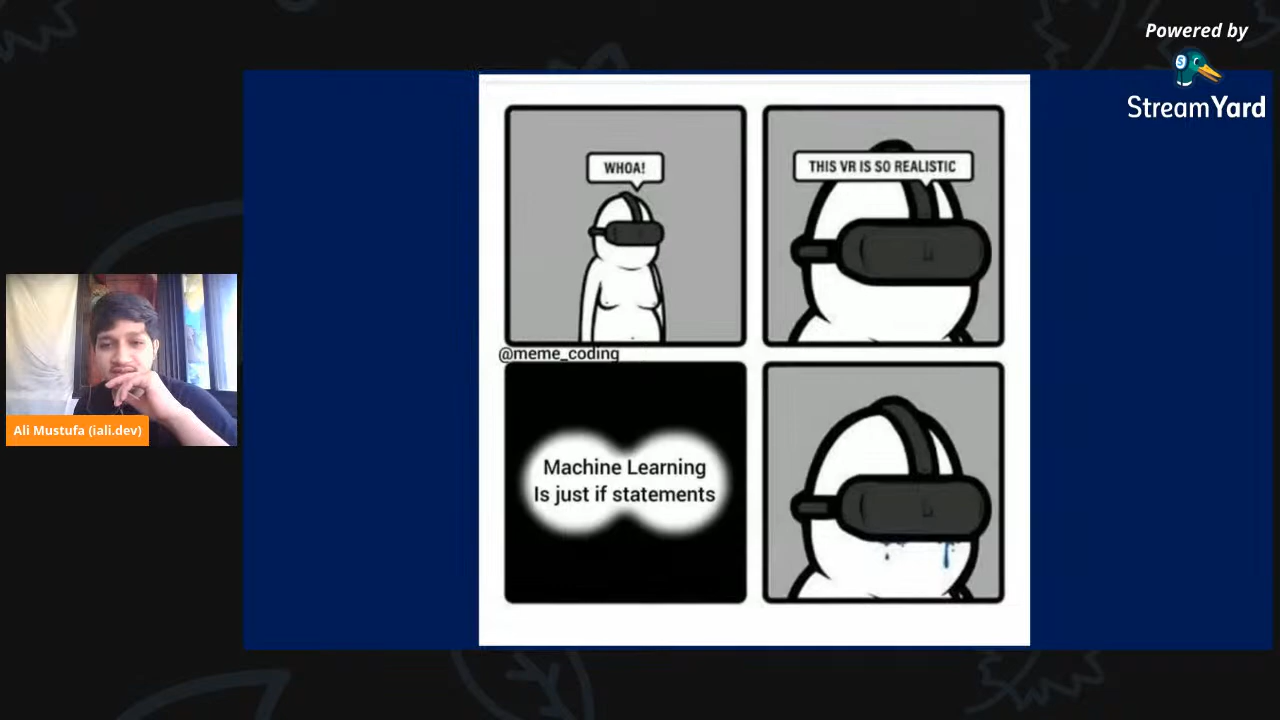 Powered by
StreamYard
WHOA!
THIS VR IS SO REALISTIC
@meme_coding
Machine Learning
Is just if statements
Ali Mustufa (iali.dev)